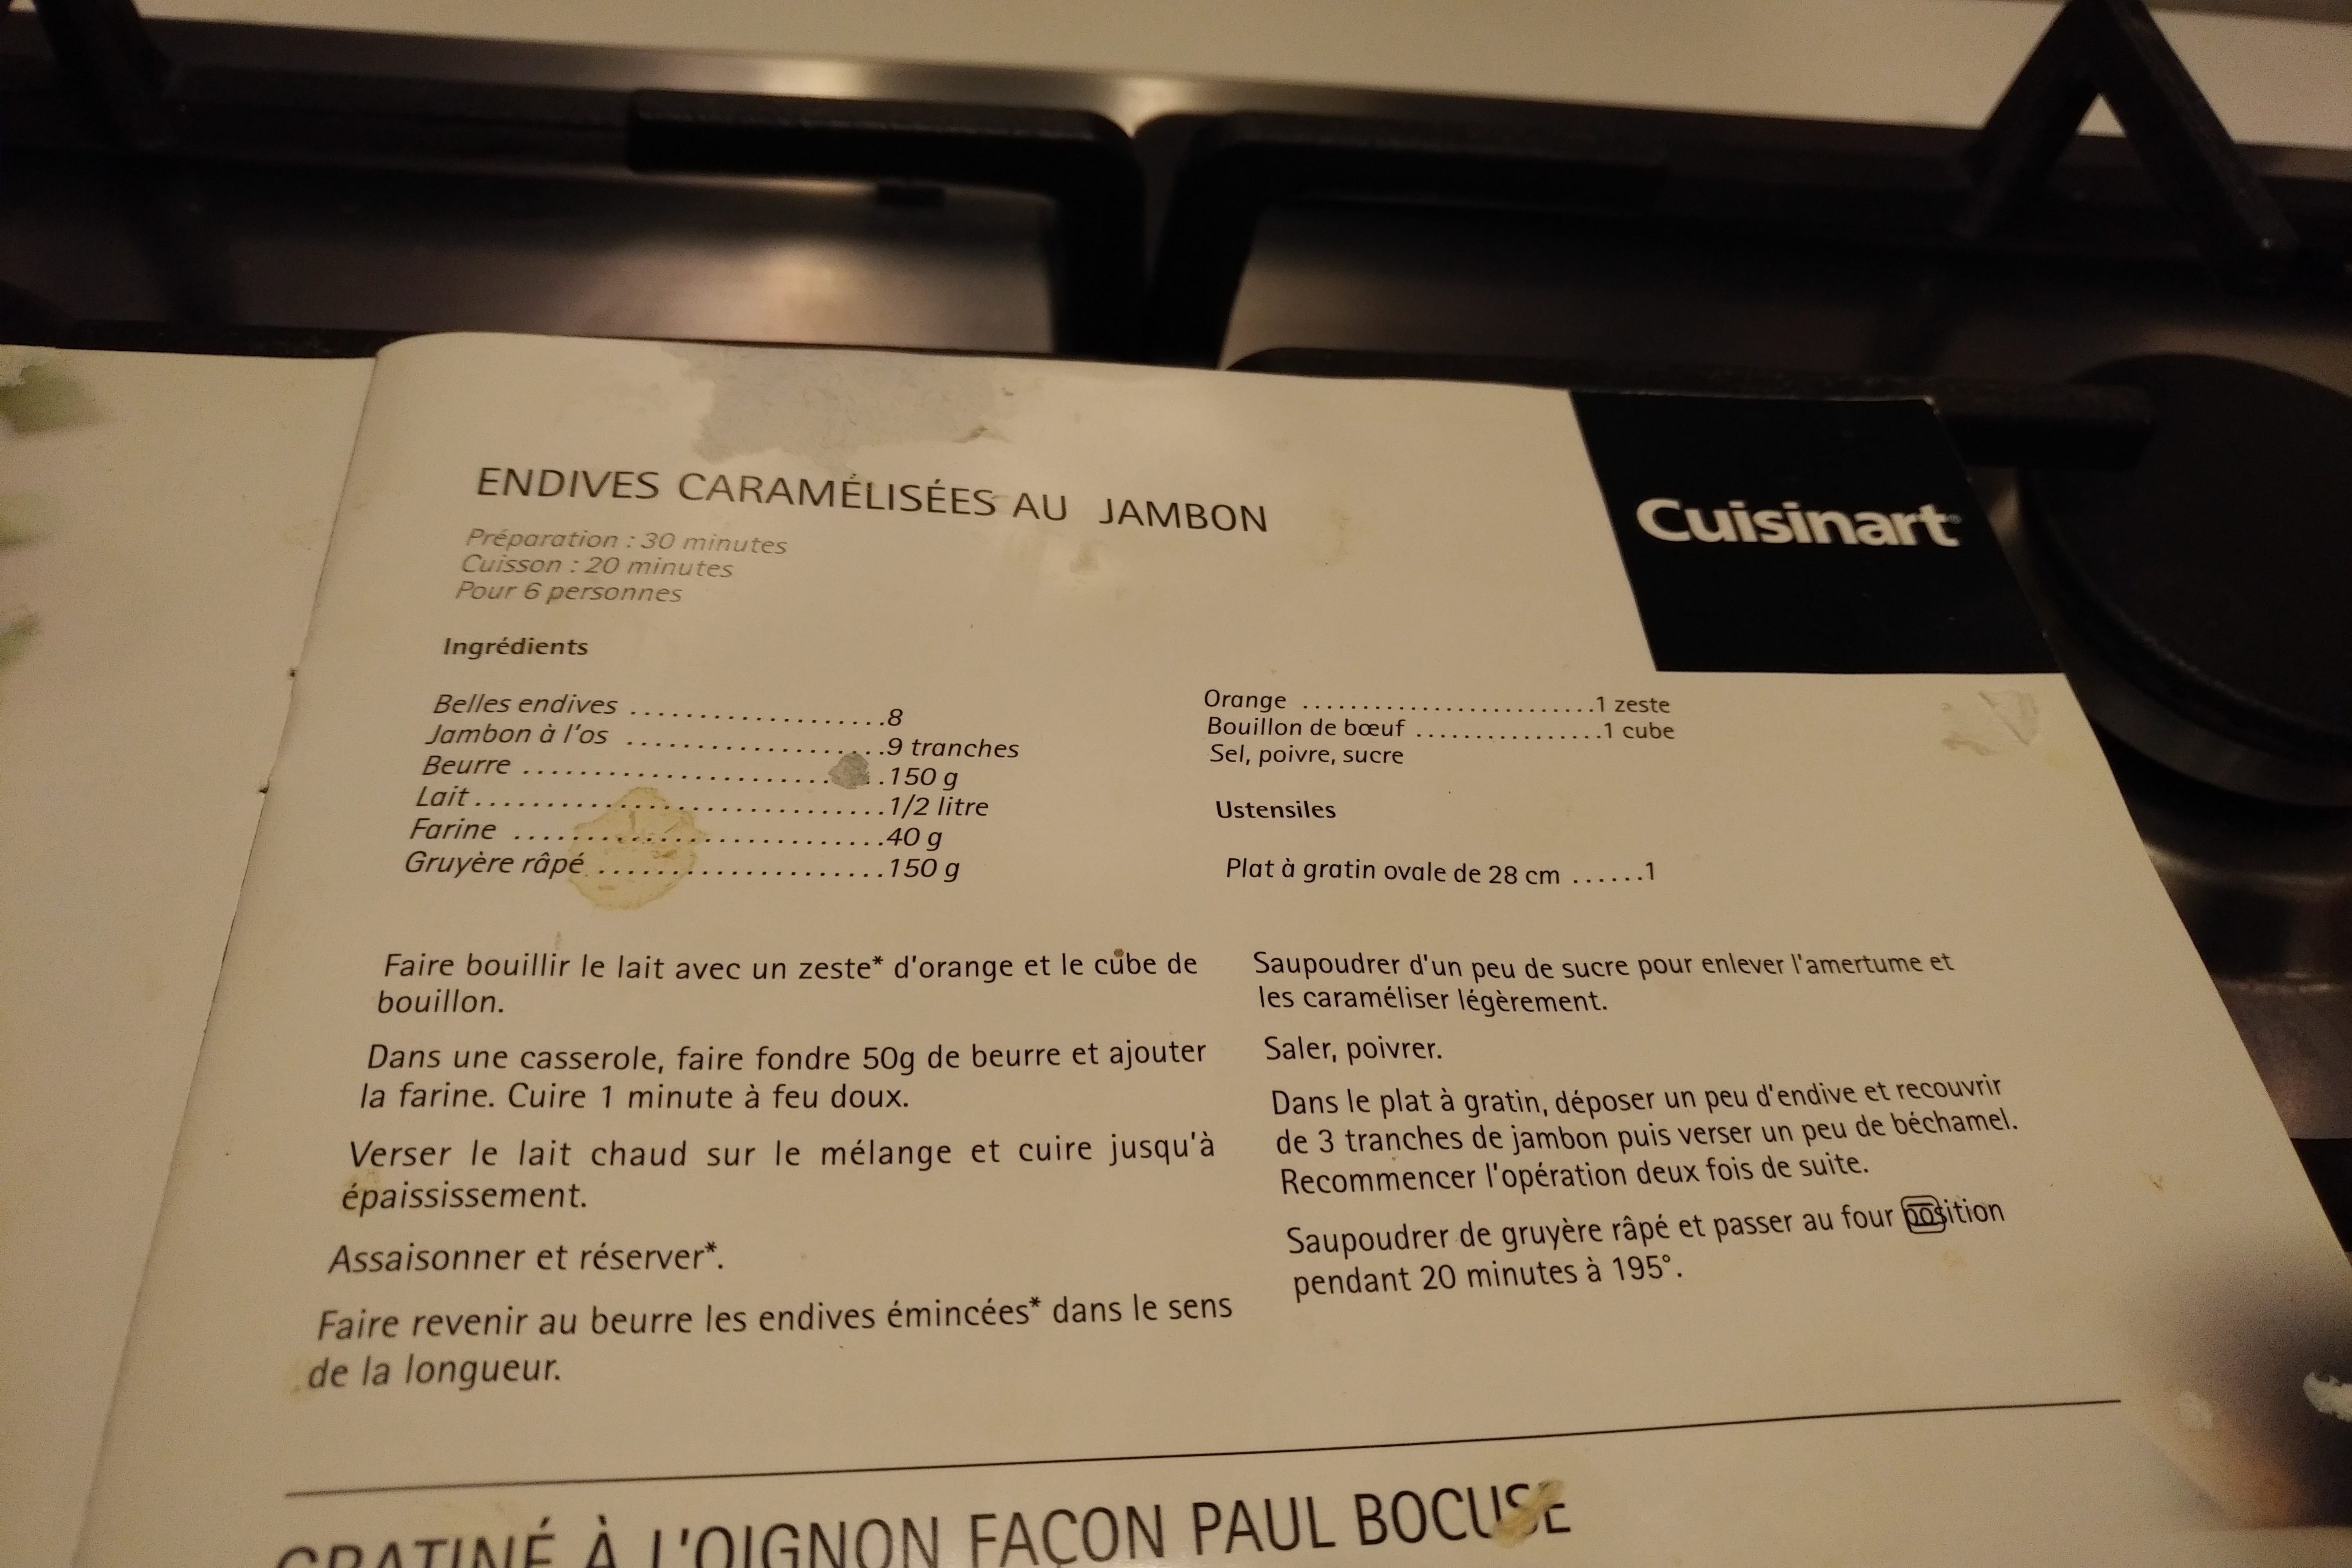 ENDIVES CARAMÉLISÉES AU JAMBON
Cuisinart
Préparation : 30 minutes
Cuisson : 20 minutes
Pour 6 personnes
Ingrédients
Belles endives ....................8
Jambon à l'os ....................9 tranches
Beurre .........................150 g
Lait.............................1/2 litre
Farine ..........................40 g
Gruyère râpé ....................150 g
Orange .........................1 zeste
Bouillon de bœuf ................1 cube
Sel, poivre, sucre
Ustensiles
Plat à gratin ovale de 28 cm ......1
Faire bouillir le lait avec un zeste* d'orange et le cube de
bouillon.
Dans une casserole, faire fondre 50g de beurre et ajouter
la farine. Cuire 1 minute à feu doux.
Verser le lait chaud sur le mélange et cuire jusqu'à
épaississement.
Assaisonner et réserver*.
Faire revenir au beurre les endives émincées* dans le sens
de la longueur.
Saupoudrer d'un peu de sucre pour enlever l'amertume et
les caraméliser légèrement.
Saler, poivrer.
Dans le plat à gratin, déposer un peu d'endive et recouvrir
de 3 tranches de jambon puis verser un peu de béchamel.
Recommencer l'opération deux fois de suite.
Saupoudrer de gruyère râpé et passer au four position
pendant 20 minutes à 195°.
GRATINÉ À L'OIGNON FAÇON PAUL BOCUSE